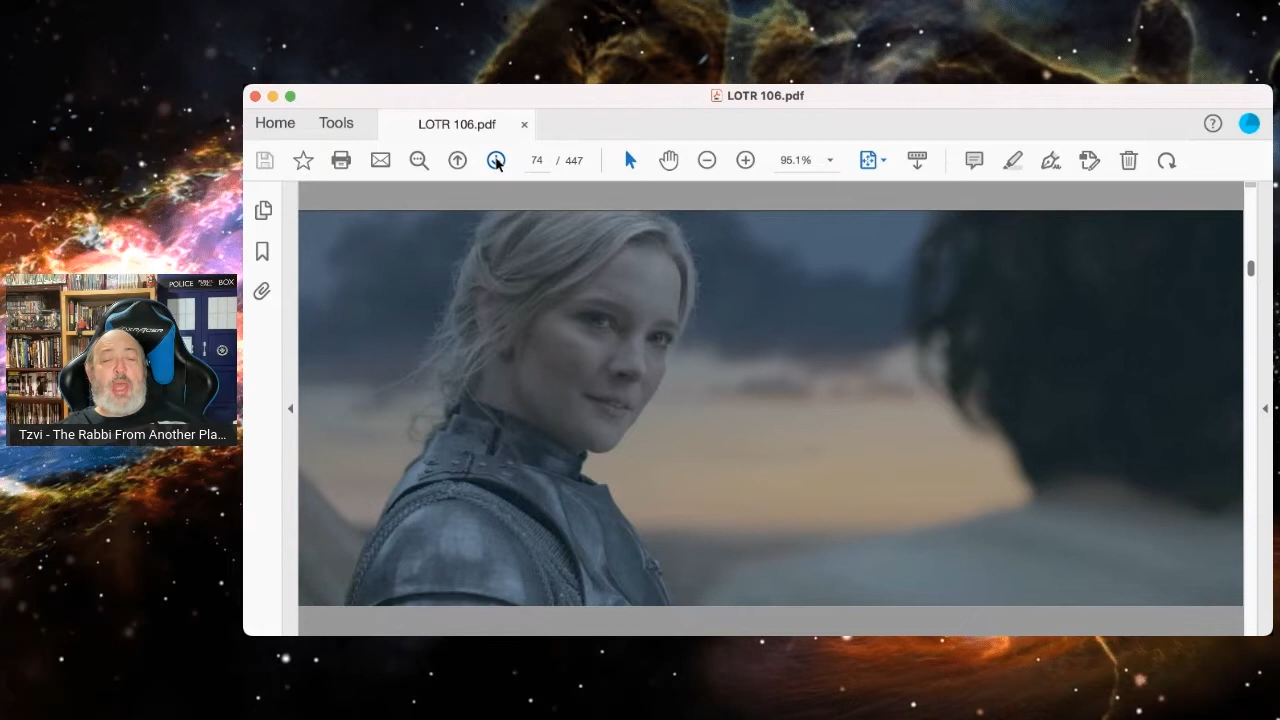 LOTR 106.pdf
Home
Tools
LOTR 106.pdf
74 / 447
95.1%
POLICE BOX
Tzvi - The Rabbi From Another Pla...